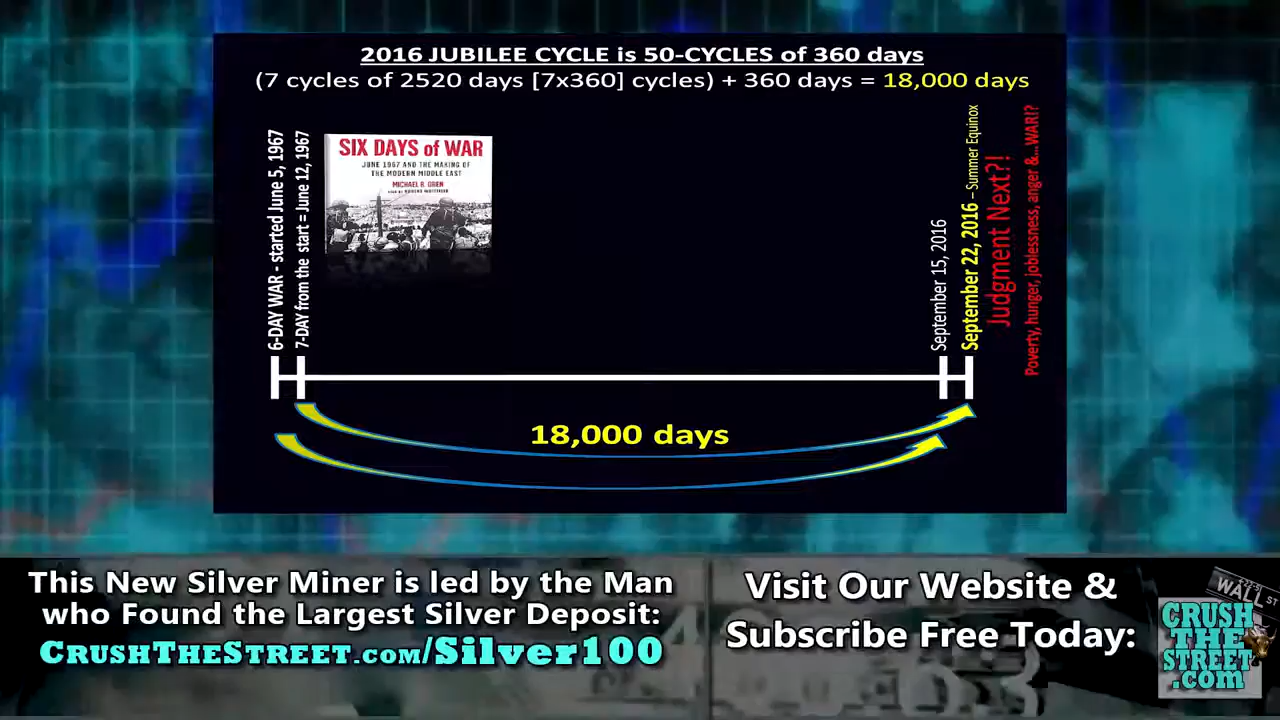 2016 JUBILEE CYCLE is 50-CYCLES of 360 days
(7 cycles of 2520 days [7x360] cycles) + 360 days = 18,000 days
6-DAY WAR - started June 5, 1967
7-DAY from the start = June 12, 1967
SIX DAYS of WAR
JUNE 1967 AND THE MAKING OF
THE MODERN MIDDLE EAST
MICHAEL B. OREN
September 15, 2016
September 22, 2016 – Summer Equinox
Judgment Next?!
Poverty, hunger, joblessness, anger &...WAR!?
18,000 days
This New Silver Miner is led by the Man
who Found the Largest Silver Deposit:
CRUSHTHESTREET.COM/Silver100
Visit Our Website &
Subscribe Free Today:
WALL ST
CRUSH
THE
STREET
.com